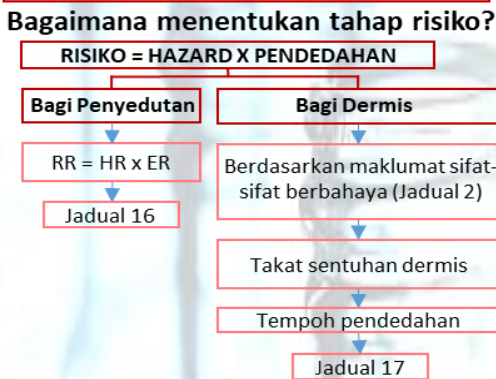 Bagaimana menentukan tahap risiko?
RISIKO = HAZARD X PENDEDAHAN
Bagi Penyedutan
Bagi Dermis
RR = HR x ER
Jadual 16
Berdasarkan maklumat sifat-
sifat berbahaya (Jadual 2)
Takat sentuhan dermis
Tempoh pendedahan
Jadual 17